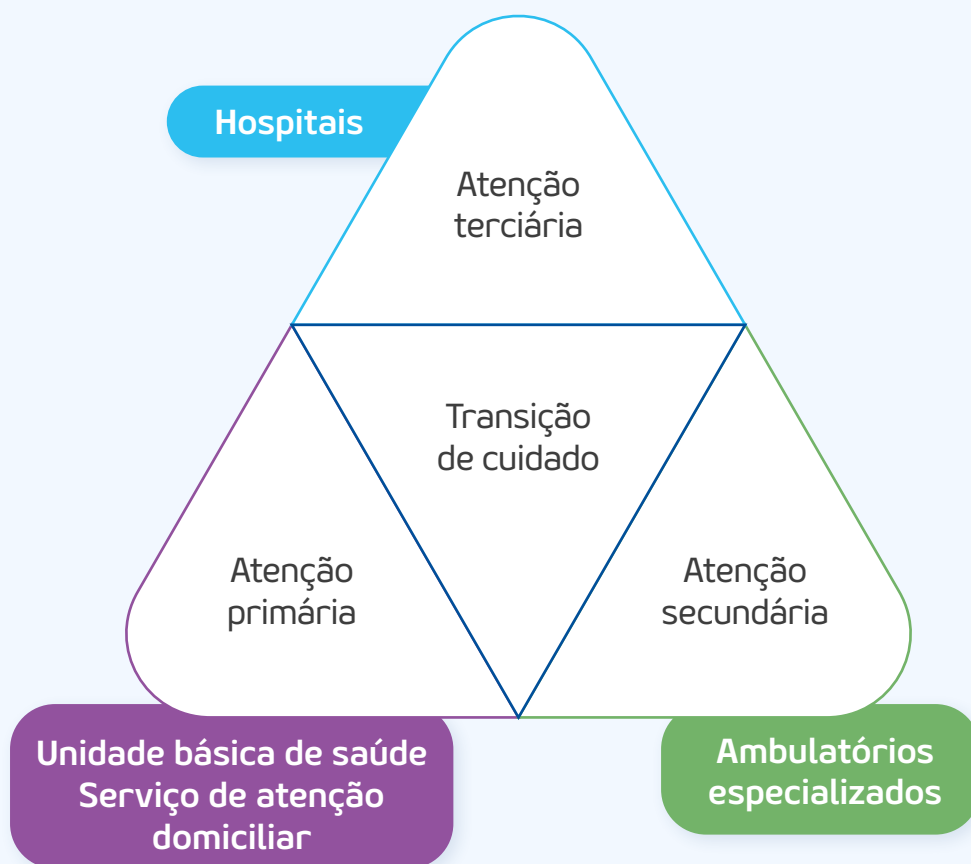 Hospitais
Atenção
terciária
Transição
de cuidado
Atenção
primária
Atenção
secundária
Unidade básica de saúde
Serviço de atenção
domiciliar
Ambulatórios
especializados